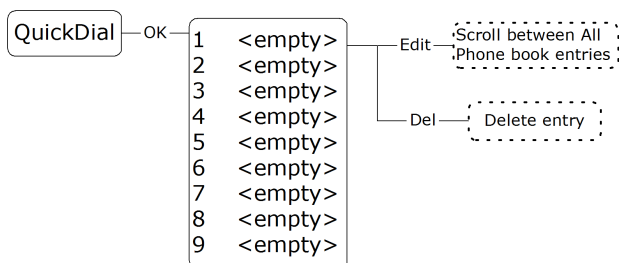 QuickDial
OK
1 <empty>
2 <empty>
3 <empty>
4 <empty>
5 <empty>
6 <empty>
7 <empty>
8 <empty>
9 <empty>
Edit
Scroll between All
Phone book entries
Del
Delete entry